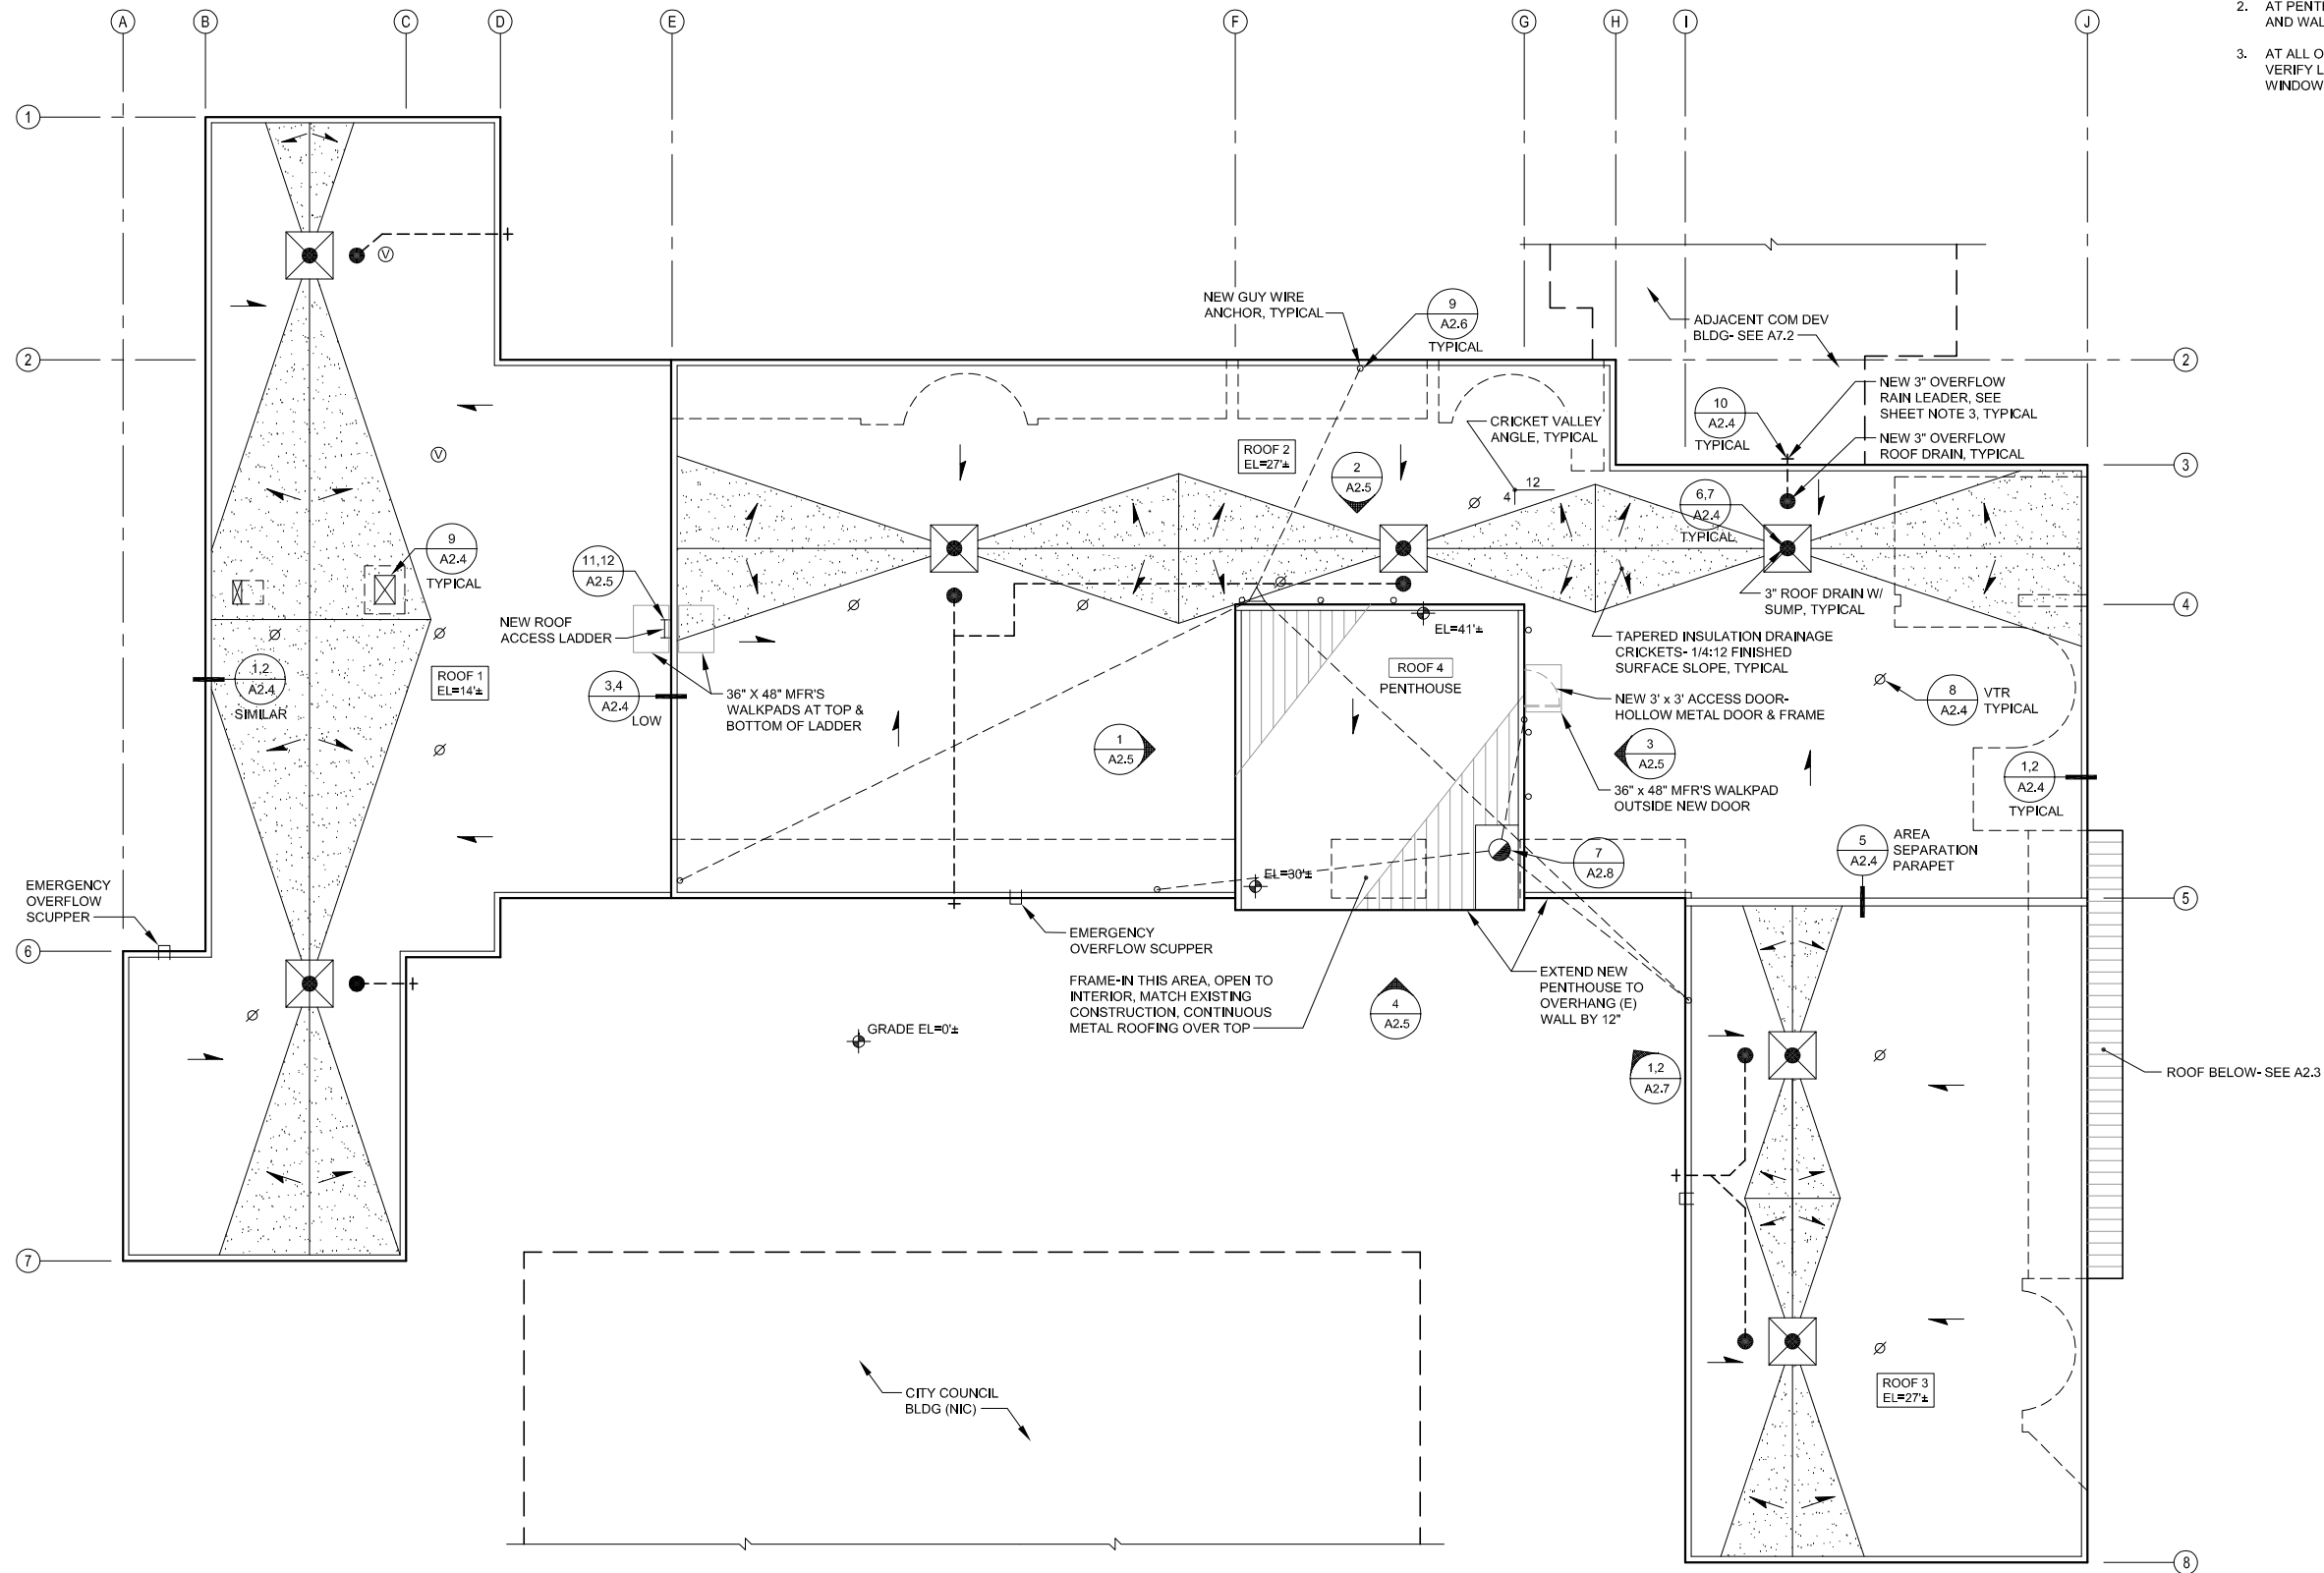 A
B
C
D
E
F
G
H
I
J
2. AT PENT
AND WAL
3. AT ALL O
VERIFY L
WINDOW
1
2
NEW GUY WIRE
ANCHOR, TYPICAL
9
A2.6
TYPICAL
ADJACENT COM DEV
BLDG- SEE A7.2
2
NEW 3" OVERFLOW
RAIN LEADER, SEE
SHEET NOTE 3, TYPICAL
10
A2.4
TYPICAL
NEW 3" OVERFLOW
ROOF DRAIN, TYPICAL
3
V
V
CRICKET VALLEY
ANGLE, TYPICAL
12
4
ROOF 2
EL=27'±
2
A2.5
6,7
A2.4
TYPICAL
9
A2.4
TYPICAL
11,12
A2.5
NEW ROOF
ACCESS LADDER
3" ROOF DRAIN W/
SUMP, TYPICAL
4
EL=41'±
TAPERED INSULATION DRAINAGE
CRICKETS- 1/4:12 FINISHED
SURFACE SLOPE, TYPICAL
1,2
A2.4
SIMILAR
ROOF 1
EL=14'±
3,4
A2.4
LOW
36" X 48" MFR'S
WALKPADS AT TOP &
BOTTOM OF LADDER
ROOF 4
PENTHOUSE
NEW 3' x 3' ACCESS DOOR-
HOLLOW METAL DOOR & FRAME
8
A2.4
VTR
TYPICAL
1
A2.5
3
A2.5
36" x 48" MFR'S WALKPAD
OUTSIDE NEW DOOR
1,2
A2.4
TYPICAL
5
A2.4
AREA
SEPARATION
PARAPET
7
A2.8
EL=30'±
EMERGENCY
OVERFLOW
SCUPPER
5
6
EMERGENCY
OVERFLOW SCUPPER
FRAME-IN THIS AREA, OPEN TO
INTERIOR, MATCH EXISTING
CONSTRUCTION, CONTINUOUS
METAL ROOFING OVER TOP
EXTEND NEW
PENTHOUSE TO
OVERHANG (E)
WALL BY 12"
4
A2.5
GRADE EL=0'±
1,2
A2.7
ROOF BELOW- SEE A2.3
7
CITY COUNCIL
BLDG (NIC)
ROOF 3
EL=27'±
8